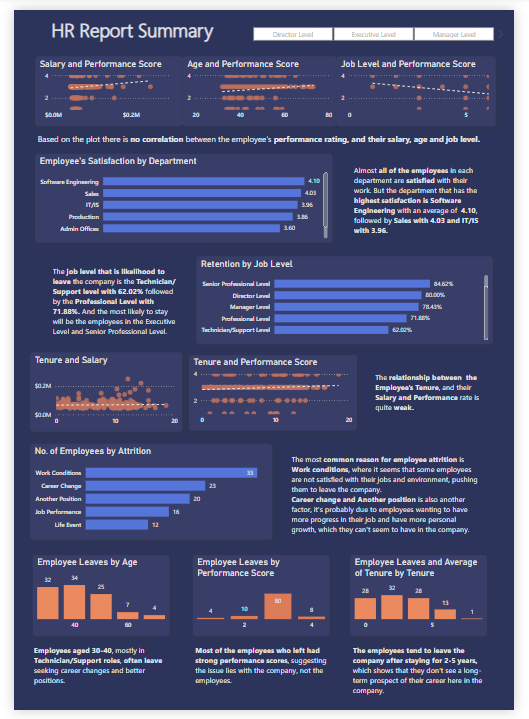 HR Report Summary
Director Level
Executive Level
Manager Level
Salary and Performance Score
4
2
$0.0M
$0.2M
Age and Performance Score
4
2
20
40
60
80
Job Level and Performance Score
4
2
0
5
Based on the plot there is no correlation between the employee's performance rating, and their salary, age and job level.
Employee's Satisfaction by Department
Software Engineering 4.10
Sales 4.03
IT/IS 3.96
Production 3.86
Admin Offices 3.60
Almost all of the employees in each
department are satisfied with their
work. But the department that has the
highest satisfaction is Software
Engineering with an average of 4.10,
followed by Sales with 4.03 and IT/IS
with 3.96.
The Job level that is likelihood to
leave the company is the Technician/
Support level with 62.02% followed
by the Professional Level with
71.88%. And the most likely to stay
will be the employees in the Executive
Level and Senior Professional Level.
Retention by Job Level
Senior Professional Level 84.62%
Director Level 80.00%
Manager Level 78.43%
Professional Level 71.88%
Technician/Support Level 62.02%
Tenure and Salary
$0.2M
$0.0M
0
10
20
Tenure and Performance Score
4
2
0
10
20
The relationship between the
Employee's Tenure, and their
Salary and Performance rate is
quite weak.
No. of Employees by Attrition
Work Conditions 33
Career Change 23
Another Position 20
Job Performance 16
Life Event 12
The most common reason for employee attrition is
Work conditions, where it seems that some employees
are not satisfied with their jobs and environment, pushing
them to leave the company.
Career change and Another position is also another
factor, it's probably due to employees wanting to have
more progress in their job and have more personal
growth, which they can't seem to have in the company.
Employee Leaves by Age
32
34
25
7
4
40
60
Employee Leaves by
Performance Score
4
10
80
8
2
4
Employee Leaves and Average
of Tenure by Tenure
28
32
28
13
1
0
5
Employees aged 30-40, mostly in
Technician/Support roles, often leave
seeking career changes and better
positions.
Most of the employees who left had
strong performance scores, suggesting
the issue lies with the company, not the
employees.
The employees tend to leave the
company after staying for 2-5 years,
which shows that they don't see a long-
term prospect of their career here in the
company.